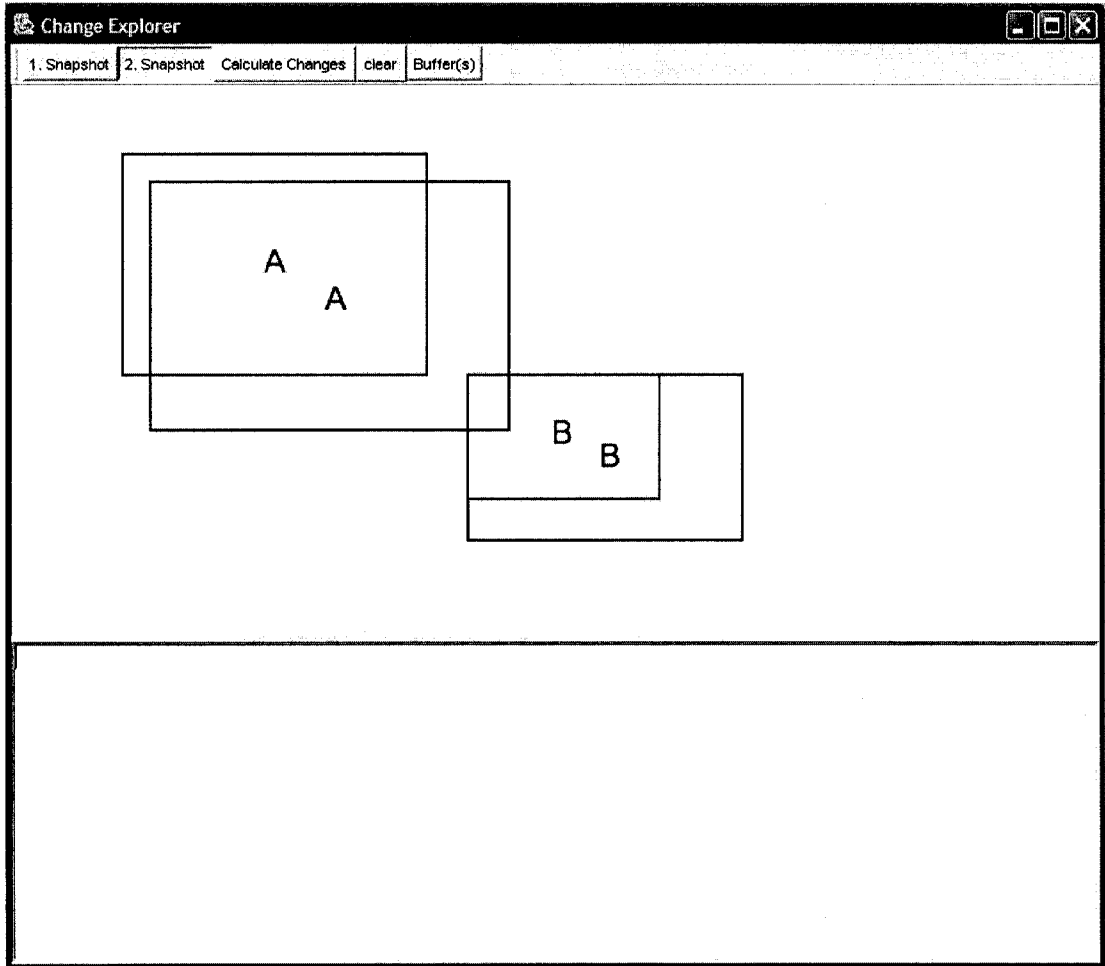 Change Explorer
1. Snapshot 2. Snapshot Calculate Changes clear Buffer(s)
A
A
B
B